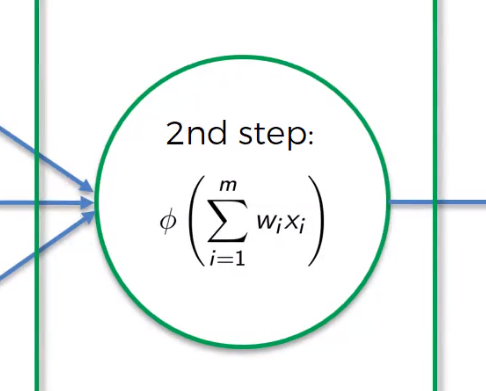 2nd step:
ϕ(∑_{i=1}^{m} w_i x_i)